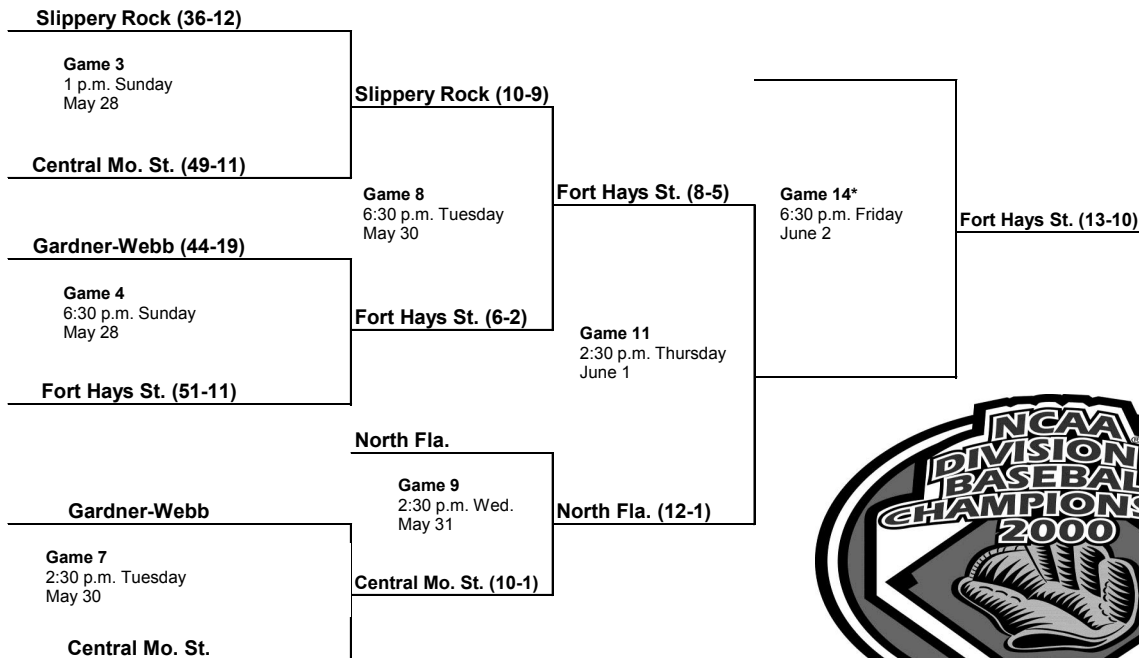 Slippery Rock (36-12)
Game 3
1 p.m. Sunday
May 28
Slippery Rock (10-9)
Central Mo. St. (49-11)
Game 8
6:30 p.m. Tuesday
May 30
Fort Hays St. (8-5)
Game 14*
6:30 p.m. Friday
June 2
Fort Hays St. (13-10)
Gardner-Webb (44-19)
Game 4
6:30 p.m. Sunday
May 28
Fort Hays St. (6-2)
Game 11
2:30 p.m. Thursday
June 1
Fort Hays St. (51-11)
North Fla.
Game 9
2:30 p.m. Wed.
May 31
North Fla. (12-1)
Gardner-Webb
Game 7
2:30 p.m. Tuesday
May 30
Central Mo. St. (10-1)
Central Mo. St.
NCAA
DIVISION
BASEBAL
CHAMPIONS
2000